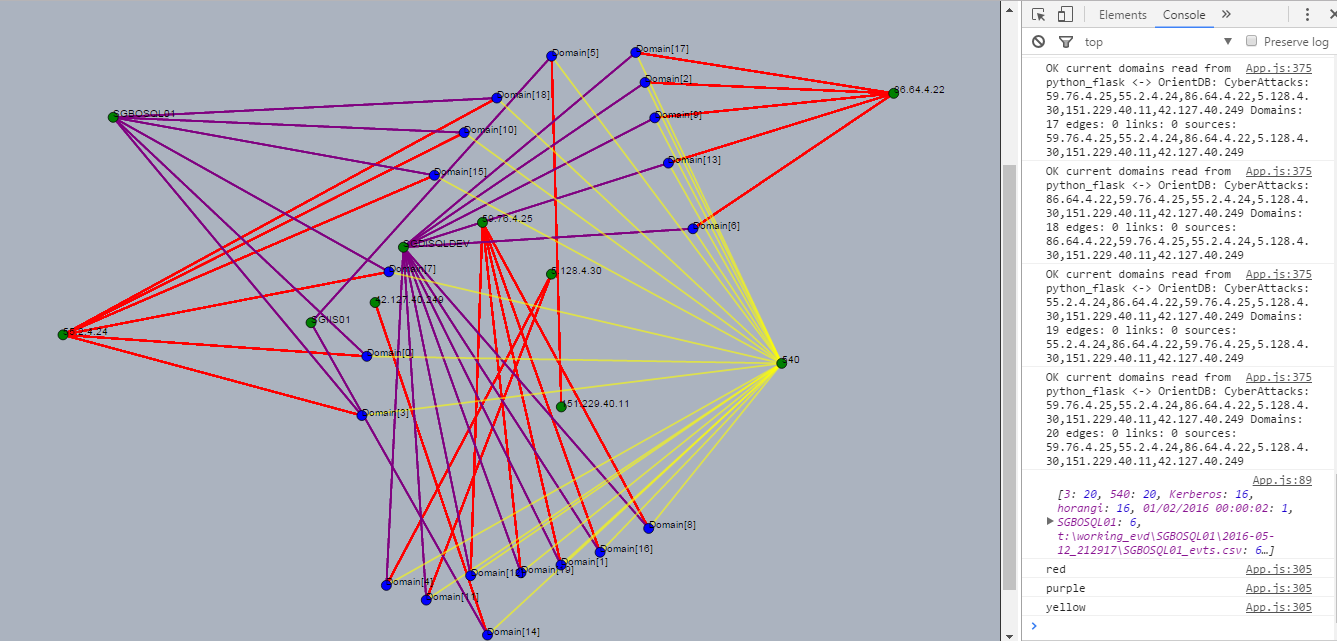 Domain[5]
Domain[17]
Domain[2]
86.64.4.22
Domain[18]
SGBOSQL01
Domain[9]
Domain[10]
Domain[13]
Domain[15]
59.76.4.25
Domain[6]
SGDISQLDEV
Domain[7]
5.128.4.30
42.127.40.249
SGIIS01
55.2.4.24
Domain[0]
540
151.229.40.11
Domain[3]
Domain[8]
Domain[16]
Domain[1]
Domain[19]
Domain[4]
Domain[11]
Domain[14]
Elements Console »
top Preserve log
OK current domains read from App.js:375
python_flask <-> OrientDB: CyberAttacks:
59.76.4.25,55.2.4.24,86.64.4.22,5.128.4.
30,151.229.40.11,42.127.40.249 Domains:
17 edges: 0 links: 0 sources:
59.76.4.25,55.2.4.24,86.64.4.22,5.128.4.
30,151.229.40.11,42.127.40.249
OK current domains read from App.js:375
python_flask <-> OrientDB: CyberAttacks:
86.64.4.22,59.76.4.25,55.2.4.24,5.128.4.
30,151.229.40.11,42.127.40.249 Domains:
18 edges: 0 links: 0 sources:
86.64.4.22,59.76.4.25,55.2.4.24,5.128.4.
30,151.229.40.11,42.127.40.249
OK current domains read from App.js:375
python_flask <-> OrientDB: CyberAttacks:
55.2.4.24,86.64.4.22,59.76.4.25,5.128.4.
30,151.229.40.11,42.127.40.249 Domains:
19 edges: 0 links: 0 sources:
55.2.4.24,86.64.4.22,59.76.4.25,5.128.4.
30,151.229.40.11,42.127.40.249
OK current domains read from App.js:375
python_flask <-> OrientDB: CyberAttacks:
59.76.4.25,55.2.4.24,86.64.4.22,5.128.4.
30,151.229.40.11,42.127.40.249 Domains:
20 edges: 0 links: 0 sources:
59.76.4.25,55.2.4.24,86.64.4.22,5.128.4.
30,151.229.40.11,42.127.40.249
App.js:89
[3: 20, 540: 20, Kerberos: 16,
horangi: 16, 01/02/2016 00:00:02: 1,
SGBOSQL01: 6,
t:\working_evd\SGBOSQL01\2016-05-
12_212917\SGBOSQL01_evts.csv: 6…]
red App.js:305
purple App.js:305
yellow App.js:305